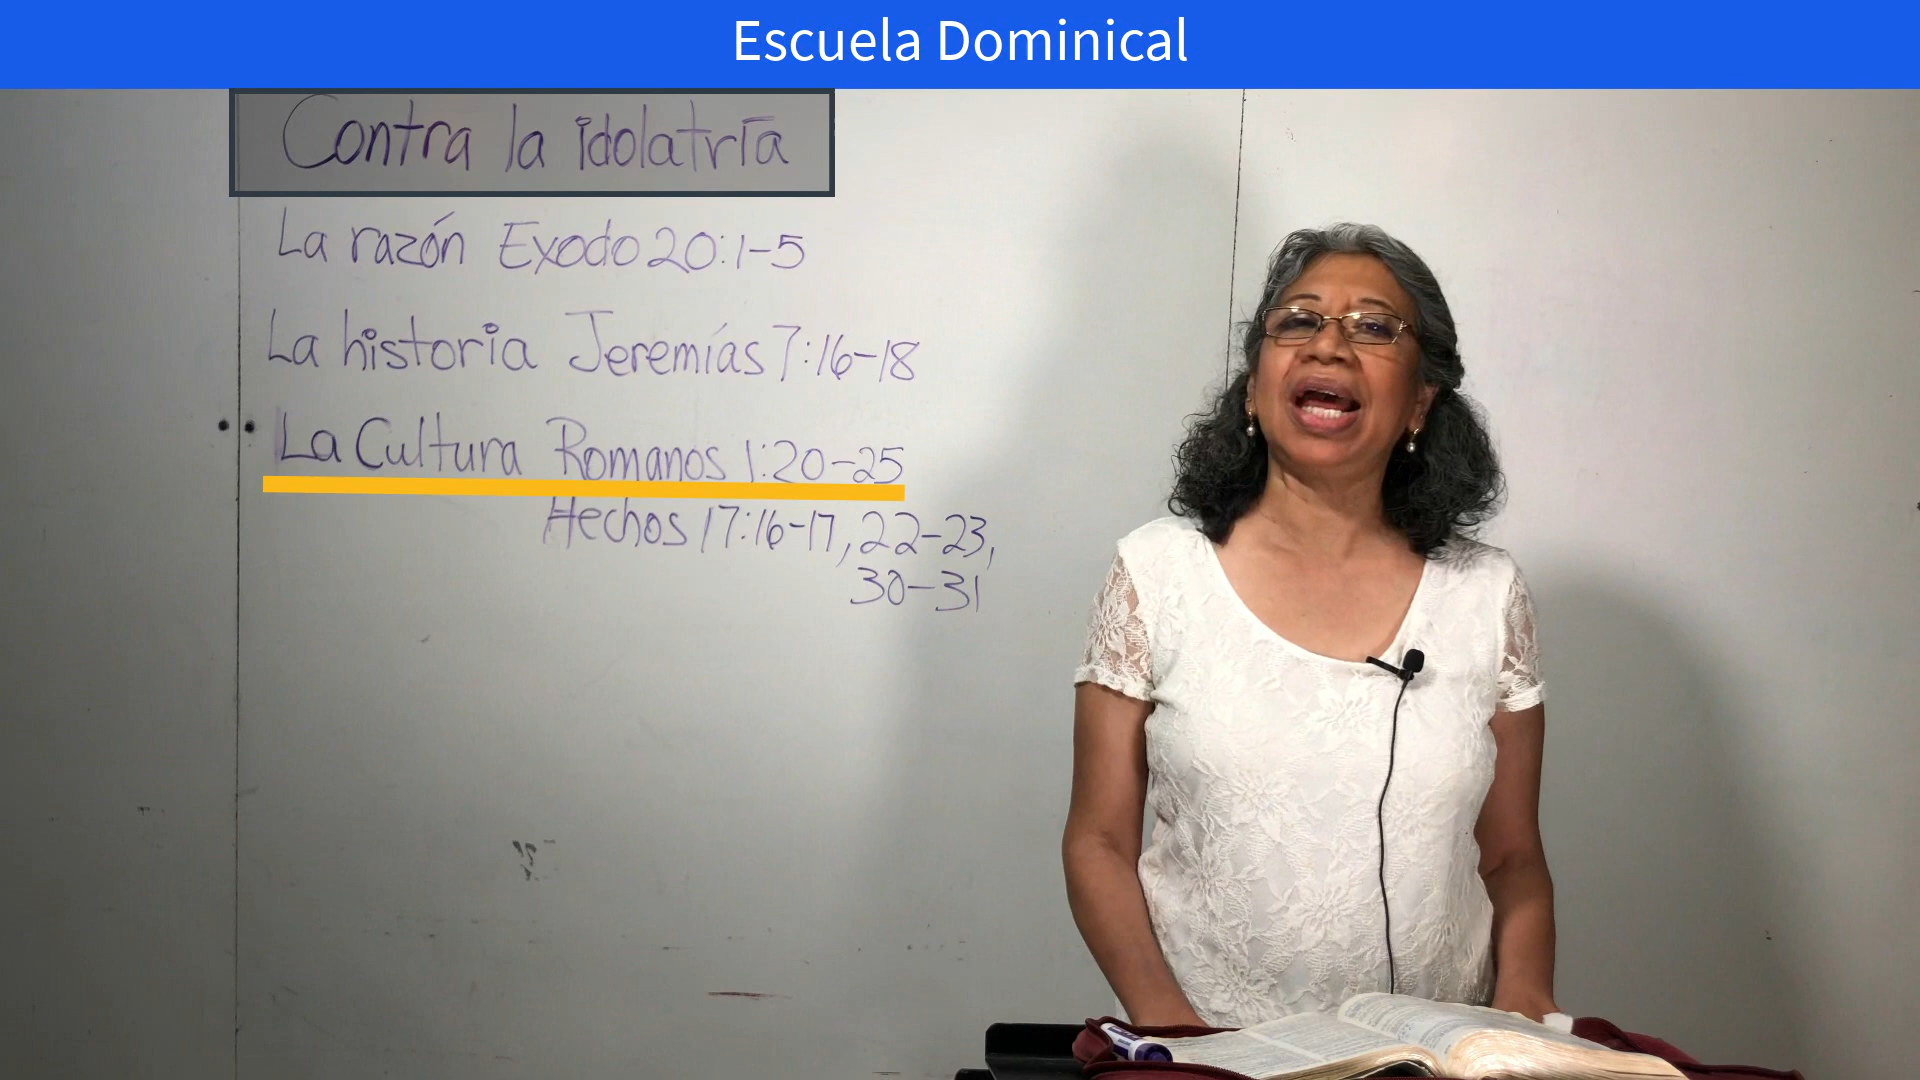 Escuela Dominical
Contra la idolatría
La razón Exodo 20:1-5
La historia Jeremías 7:16-18
La Cultura Romanos 1:20-25
Hechos 17:16-17, 22-23,
30-31